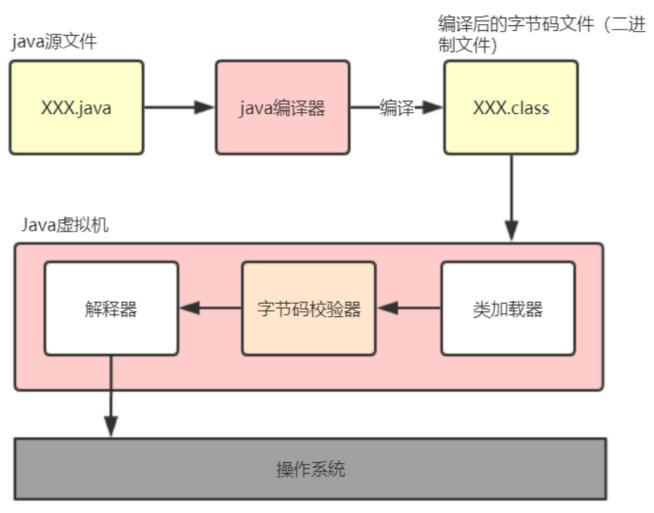 java源文件
编译后的字节码文件（二进
制文件）
XXX.java
java编译器
编译
XXX.class
Java虚拟机
解释器
字节码校验器
类加载器
操作系统